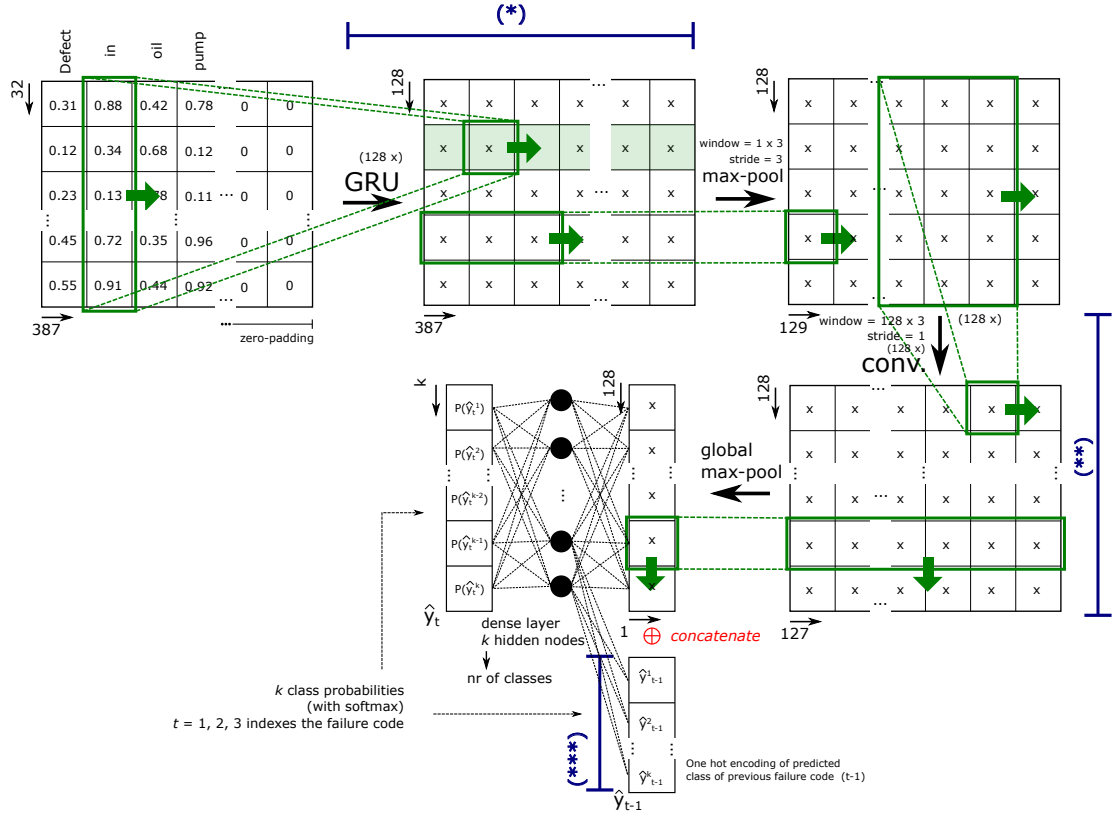 (*)
Defect in oil pump
32
0.31 0.88 0.42 0.78 ... 0 0
0.12 0.34 0.68 0.12 0 0
0.23 0.13 78 0.11 ... 0 0
0.45 0.72 0.35 0.96 0 0
0.55 0.91 0.44 0.92 ... 0 0
387
... zero-padding
(128 x)
GRU
128
x x x x ... x x
x x x x x x
x x x x ... x x
x x x x x
x x x x ... x x
387
window = 1 x 3
stride = 3
max-pool
128
x x x x x x
x x x x x x
x x ... x x x x
x x x x x x
x x ... x x x x
129
window = 128 x 3
stride = 1
(128 x)
conv.
(128 x)
(**)
128
x x ... x x x x
x x x x x x
x x ... x x x x
x x x x x x
x x ... x x x x
127
global
max-pool
128
x
x
x
x
x
1
⊕ concatenate
k
P(ŷt1)
P(ŷt2)
P(ŷtk-2)
P(ŷtk-1)
P(ŷtk)
ŷt
dense layer
k hidden nodes
nr of classes
k class probabilities
(with softmax)
t = 1, 2, 3 indexes the failure code
(***)
ŷ1t-1
ŷ2t-1
ŷkt-1
ŷt-1
One hot encoding of predicted
class of previous failure code (t-1)